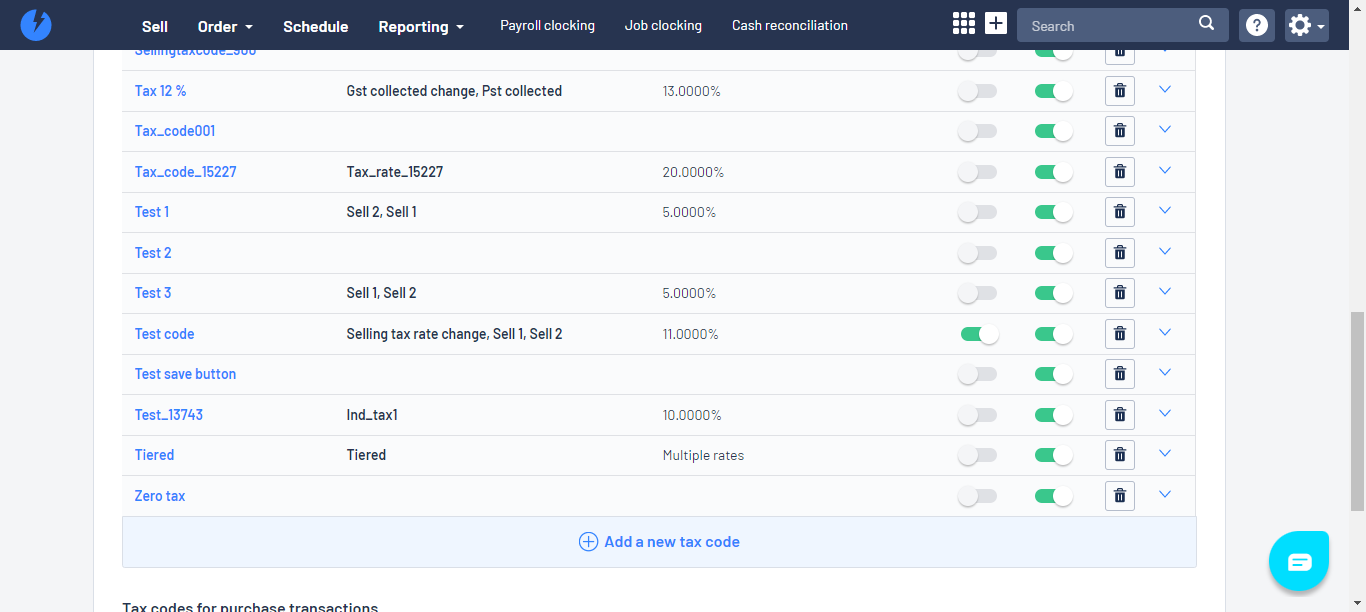 Sell Order Schedule Reporting Payroll clocking Job clocking Cash reconciliation Search
Sellingtaxcode_900
Tax 12 % Gst collected change, Pst collected 13.0000%
Tax_code001
Tax_code_15227 Tax_rate_15227 20.0000%
Test 1 Sell 2, Sell 1 5.0000%
Test 2
Test 3 Sell 1, Sell 2 5.0000%
Test code Selling tax rate change, Sell 1, Sell 2 11.0000%
Test save button
Test_13743 Ind_tax1 10.0000%
Tiered Tiered Multiple rates
Zero tax
Add a new tax code
Tax codes for purchase transactions